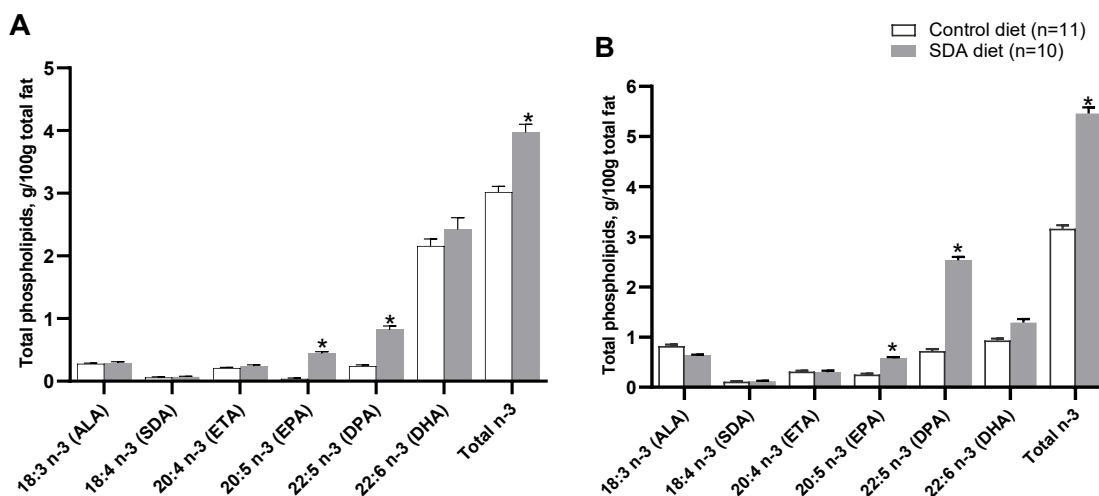 A
Total phospholipids, g/100g total fat
5
4
3
2
1
0
*
*
*
18:3 n-3 (ALA)
18:4 n-3 (SDA)
20:4 n-3 (ETA)
20:5 n-3 (EPA)
22:5 n-3 (DPA)
22:6 n-3 (DHA)
Total n-3
Control diet (n=11)
SDA diet (n=10)
B
Total phospholipids, g/100g total fat
6
5
4
3
2
1
0
*
*
*
18:3 n-3 (ALA)
18:4 n-3 (SDA)
20:4 n-3 (ETA)
20:5 n-3 (EPA)
22:5 n-3 (DPA)
22:6 n-3 (DHA)
Total n-3